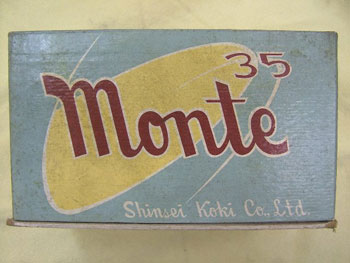 35
Monte
Shinsei Koki Co., Ltd.